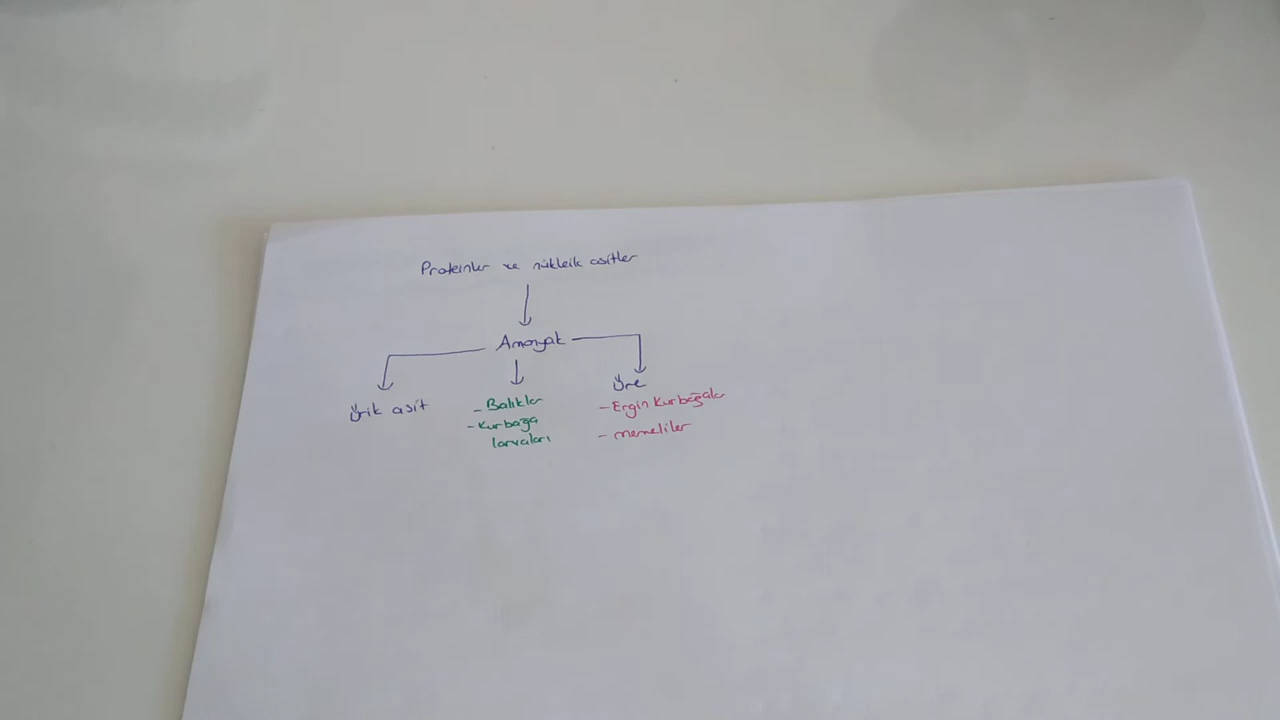 Proteinler ve nükleik asitler
Amonyak
Ürik asit
- Balıklar
- Kurbağa
larvaları
Üre
- Ergin Kurbağalar
- memeliler